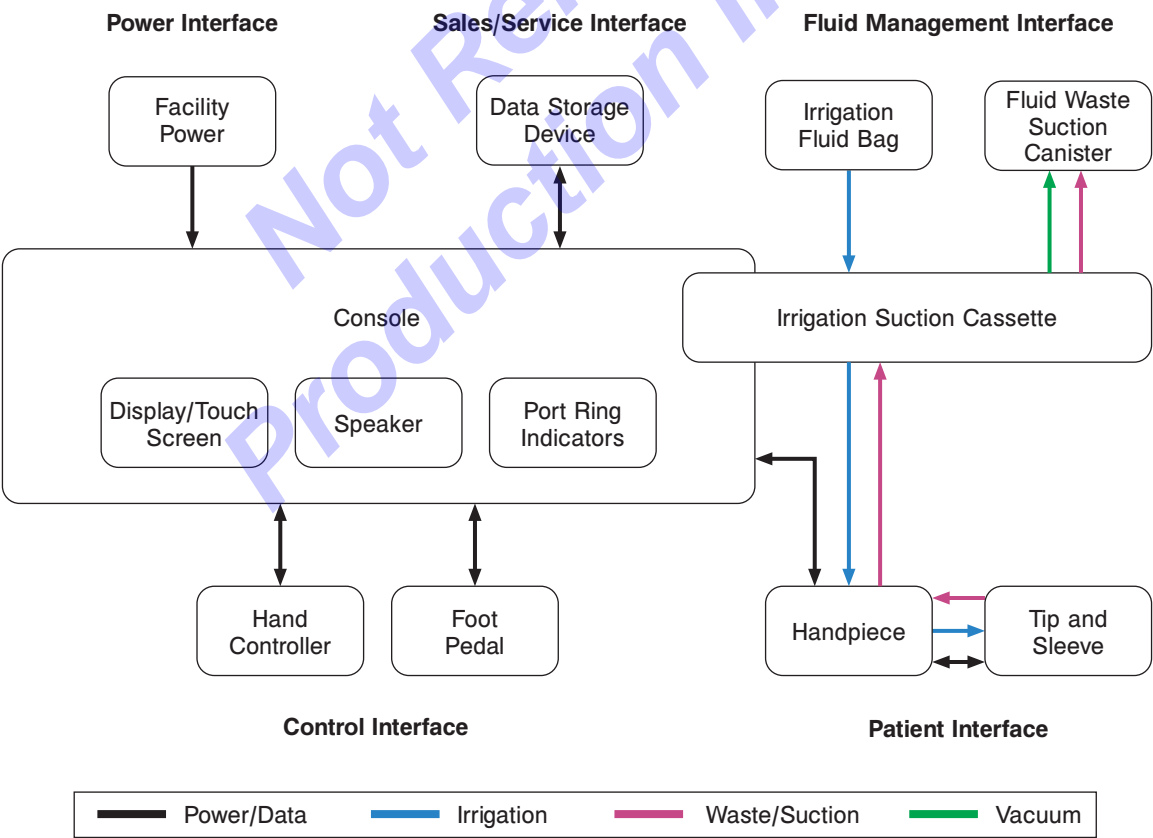 Power Interface
Sales/Service Interface
Fluid Management Interface
Facility
Power
Data Storage
Device
Irrigation
Fluid Bag
Fluid Waste
Suction
Canister
Console
Irrigation Suction Cassette
Display/Touch
Screen
Speaker
Port Ring
Indicators
Hand
Controller
Foot
Pedal
Handpiece
Tip and
Sleeve
Control Interface
Patient Interface
Power/Data
Irrigation
Waste/Suction
Vacuum
Not
Production